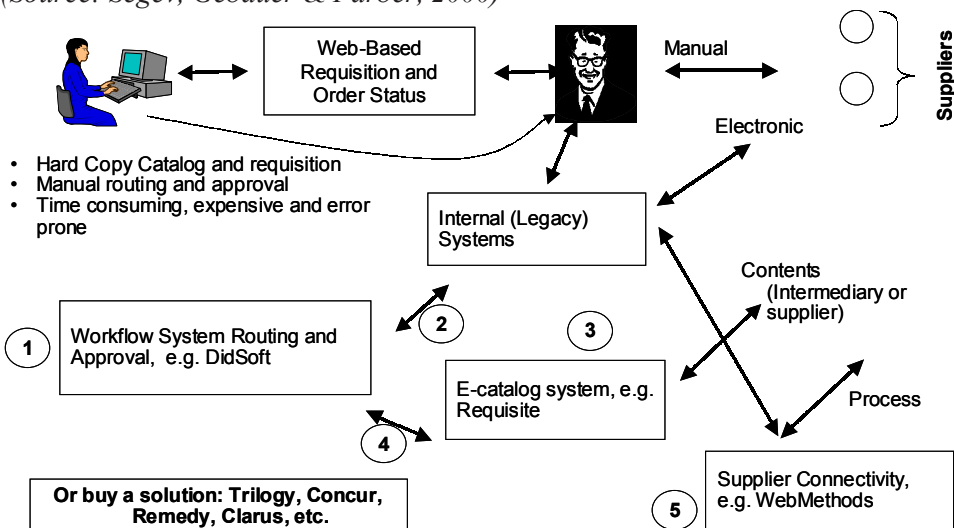 (Source: Segev, Gebauer & Farber, 2000)
Web-Based
Requisition and
Order Status
Manual
Suppliers
Electronic
• Hard Copy Catalog and requisition
• Manual routing and approval
• Time consuming, expensive and error
prone
Internal (Legacy)
Systems
Contents
(Intermediary or
supplier)
1
Workflow System Routing and
Approval, e.g. DidSoft
2
3
E-catalog system, e.g.
Requisite
Process
4
Or buy a solution: Trilogy, Concur,
Remedy, Clarus, etc.
5
Supplier Connectivity,
e.g. WebMethods